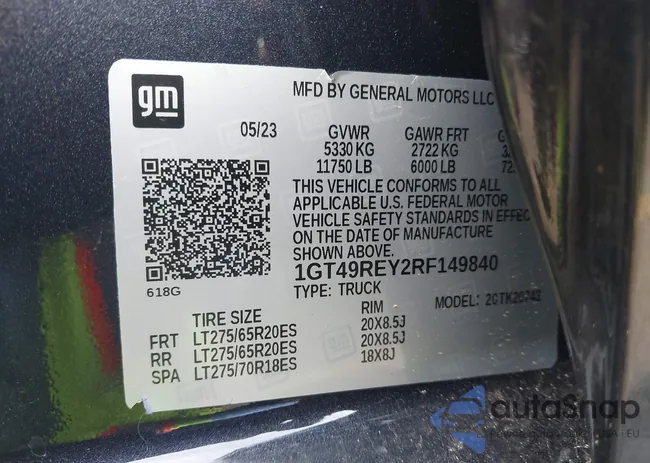 gm
MFD BY GENERAL MOTORS LLC
05/23 GVWR GAWR FRT
5330 KG 2722 KG
11750 LB 6000 LB
THIS VEHICLE CONFORMS TO ALL
APPLICABLE U.S. FEDERAL MOTOR
VEHICLE SAFETY STANDARDS IN EFFEC
ON THE DATE OF MANUFACTURE
SHOWN ABOVE.
1GT49REY2RF149840
618G
TYPE: TRUCK
MODEL:
TIRE SIZE RIM
FRT LT275/65R20ES 20X8.5J
RR LT275/65R20ES 20X8.5J
SPA LT275/70R18ES 18X8J
autoSnap